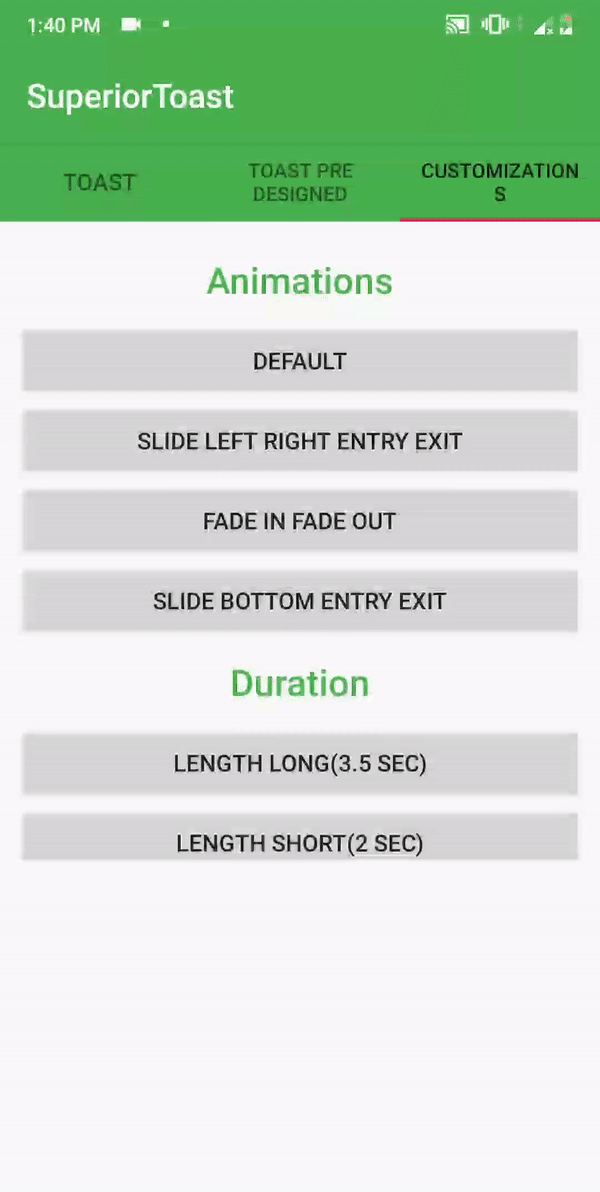 1:40 PM
SuperiorToast
TOAST
TOAST PRE
DESIGNED
CUSTOMIZATION
S
Animations
DEFAULT
SLIDE LEFT RIGHT ENTRY EXIT
FADE IN FADE OUT
SLIDE BOTTOM ENTRY EXIT
Duration
LENGTH LONG(3.5 SEC)
LENGTH SHORT(2 SEC)